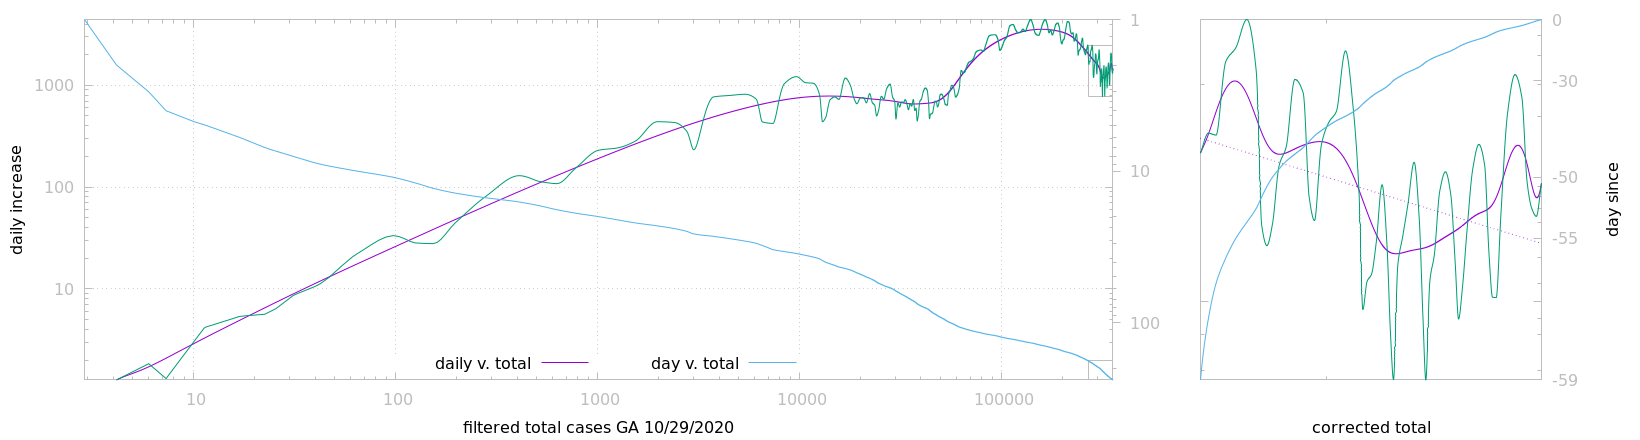 daily increase
1000
100
10
10
100
1000
10000
100000
daily v. total
day v. total
filtered total cases GA 10/29/2020
1
10
100
0
-30
-50
-55
-59
day since
corrected total